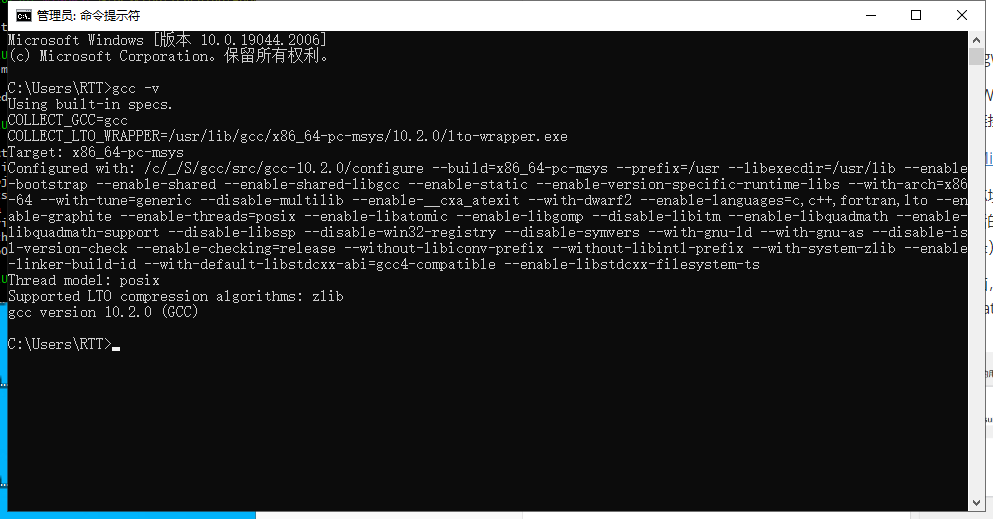 管理员: 命令提示符
Microsoft Windows [版本 10.0.19044.2006]
(c) Microsoft Corporation。保留所有权利。
C:\Users\RTT>gcc -v
Using built-in specs.
COLLECT_GCC=gcc
COLLECT_LTO_WRAPPER=/usr/lib/gcc/x86_64-pc-msys/10.2.0/lto-wrapper.exe
Target: x86_64-pc-msys
Configured with: /c/_/S/gcc/src/gcc-10.2.0/configure --build=x86_64-pc-msys --prefix=/usr --libexecdir=/usr/lib --enable
-bootstrap --enable-shared --enable-shared-libgcc --enable-static --enable-version-specific-runtime-libs --with-arch=x86
-64 --with-tune=generic --disable-multilib --enable-__cxa_atexit --with-dwarf2 --enable-languages=c,c++,fortran,lto --en
able-graphite --enable-threads=posix --enable-libatomic --enable-libgomp --disable-libitm --enable-libquadmath --enable-
libquadmath-support --disable-libssp --disable-win32-registry --disable-symvers --with-gnu-ld --with-gnu-as --disable-is
l-version-check --enable-checking=release --without-libiconv-prefix --without-libintl-prefix --with-system-zlib --enable
-linker-build-id --with-default-libstdcxx-abi=gcc4-compatible --enable-libstdcxx-filesystem-ts
Thread model: posix
Supported LTO compression algorithms: zlib
gcc version 10.2.0 (GCC)
C:\Users\RTT>